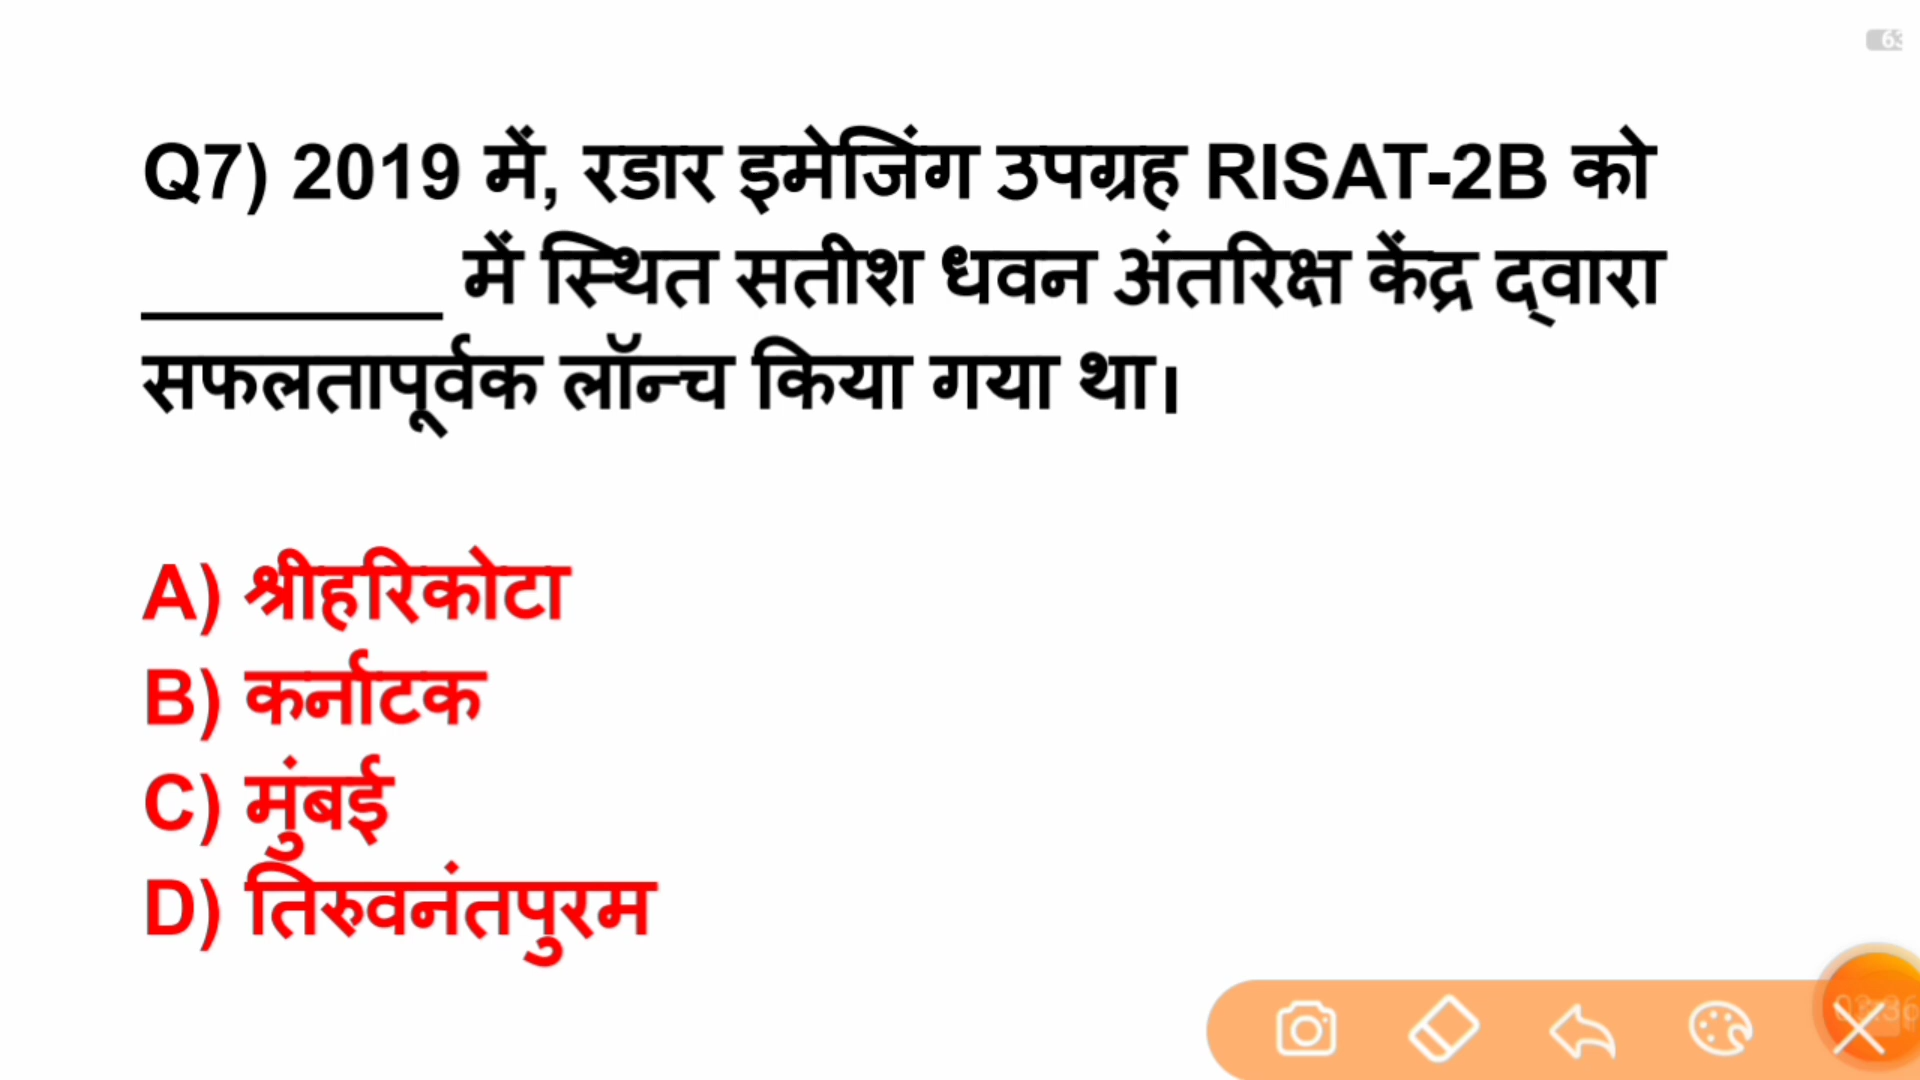 Q7) 2019 में, रडार इमेजिंग उपग्रह RISAT-2B को
_________ में स्थित सतीश धवन अंतरिक्ष केंद्र द्वारा
सफलतापूर्वक लॉन्च किया गया था।
A) श्रीहरिकोटा
B) कर्नाटक
C) मुंबई
D) तिरुवनंतपुरम